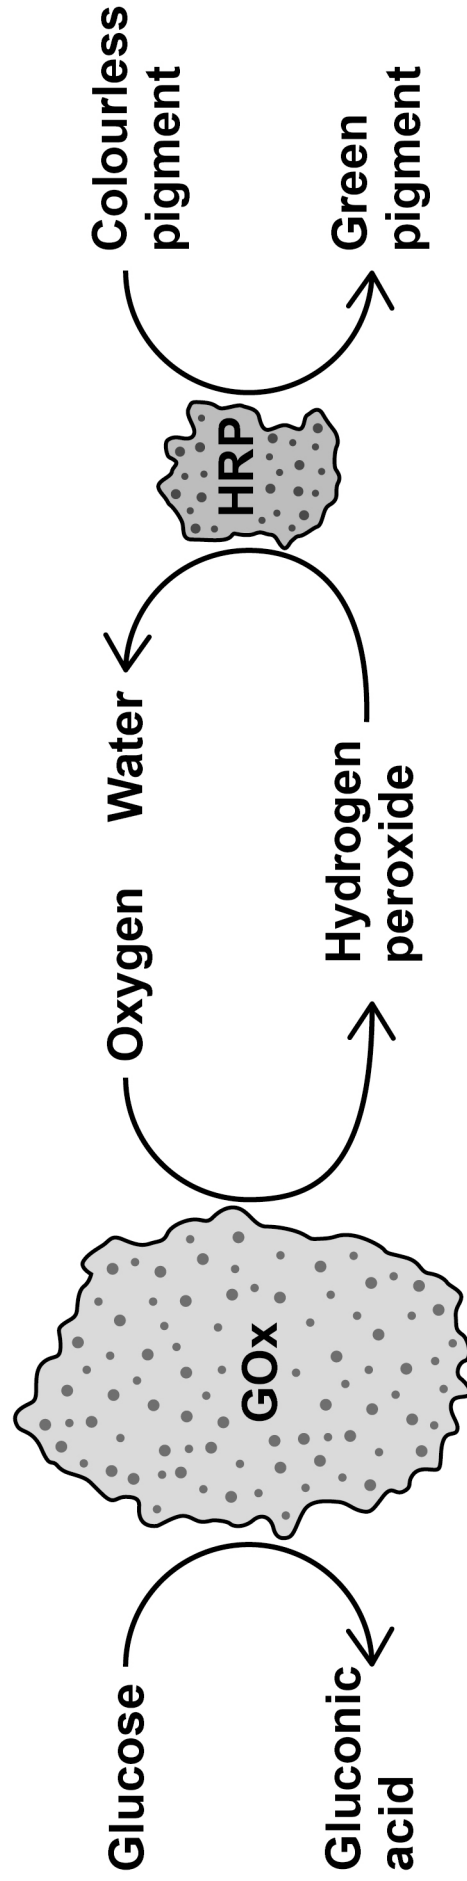 Glucose
Gluconic
acid
GOx
Oxygen
Hydrogen
peroxide
Water
HRP
Colourless
pigment
Green
pigment